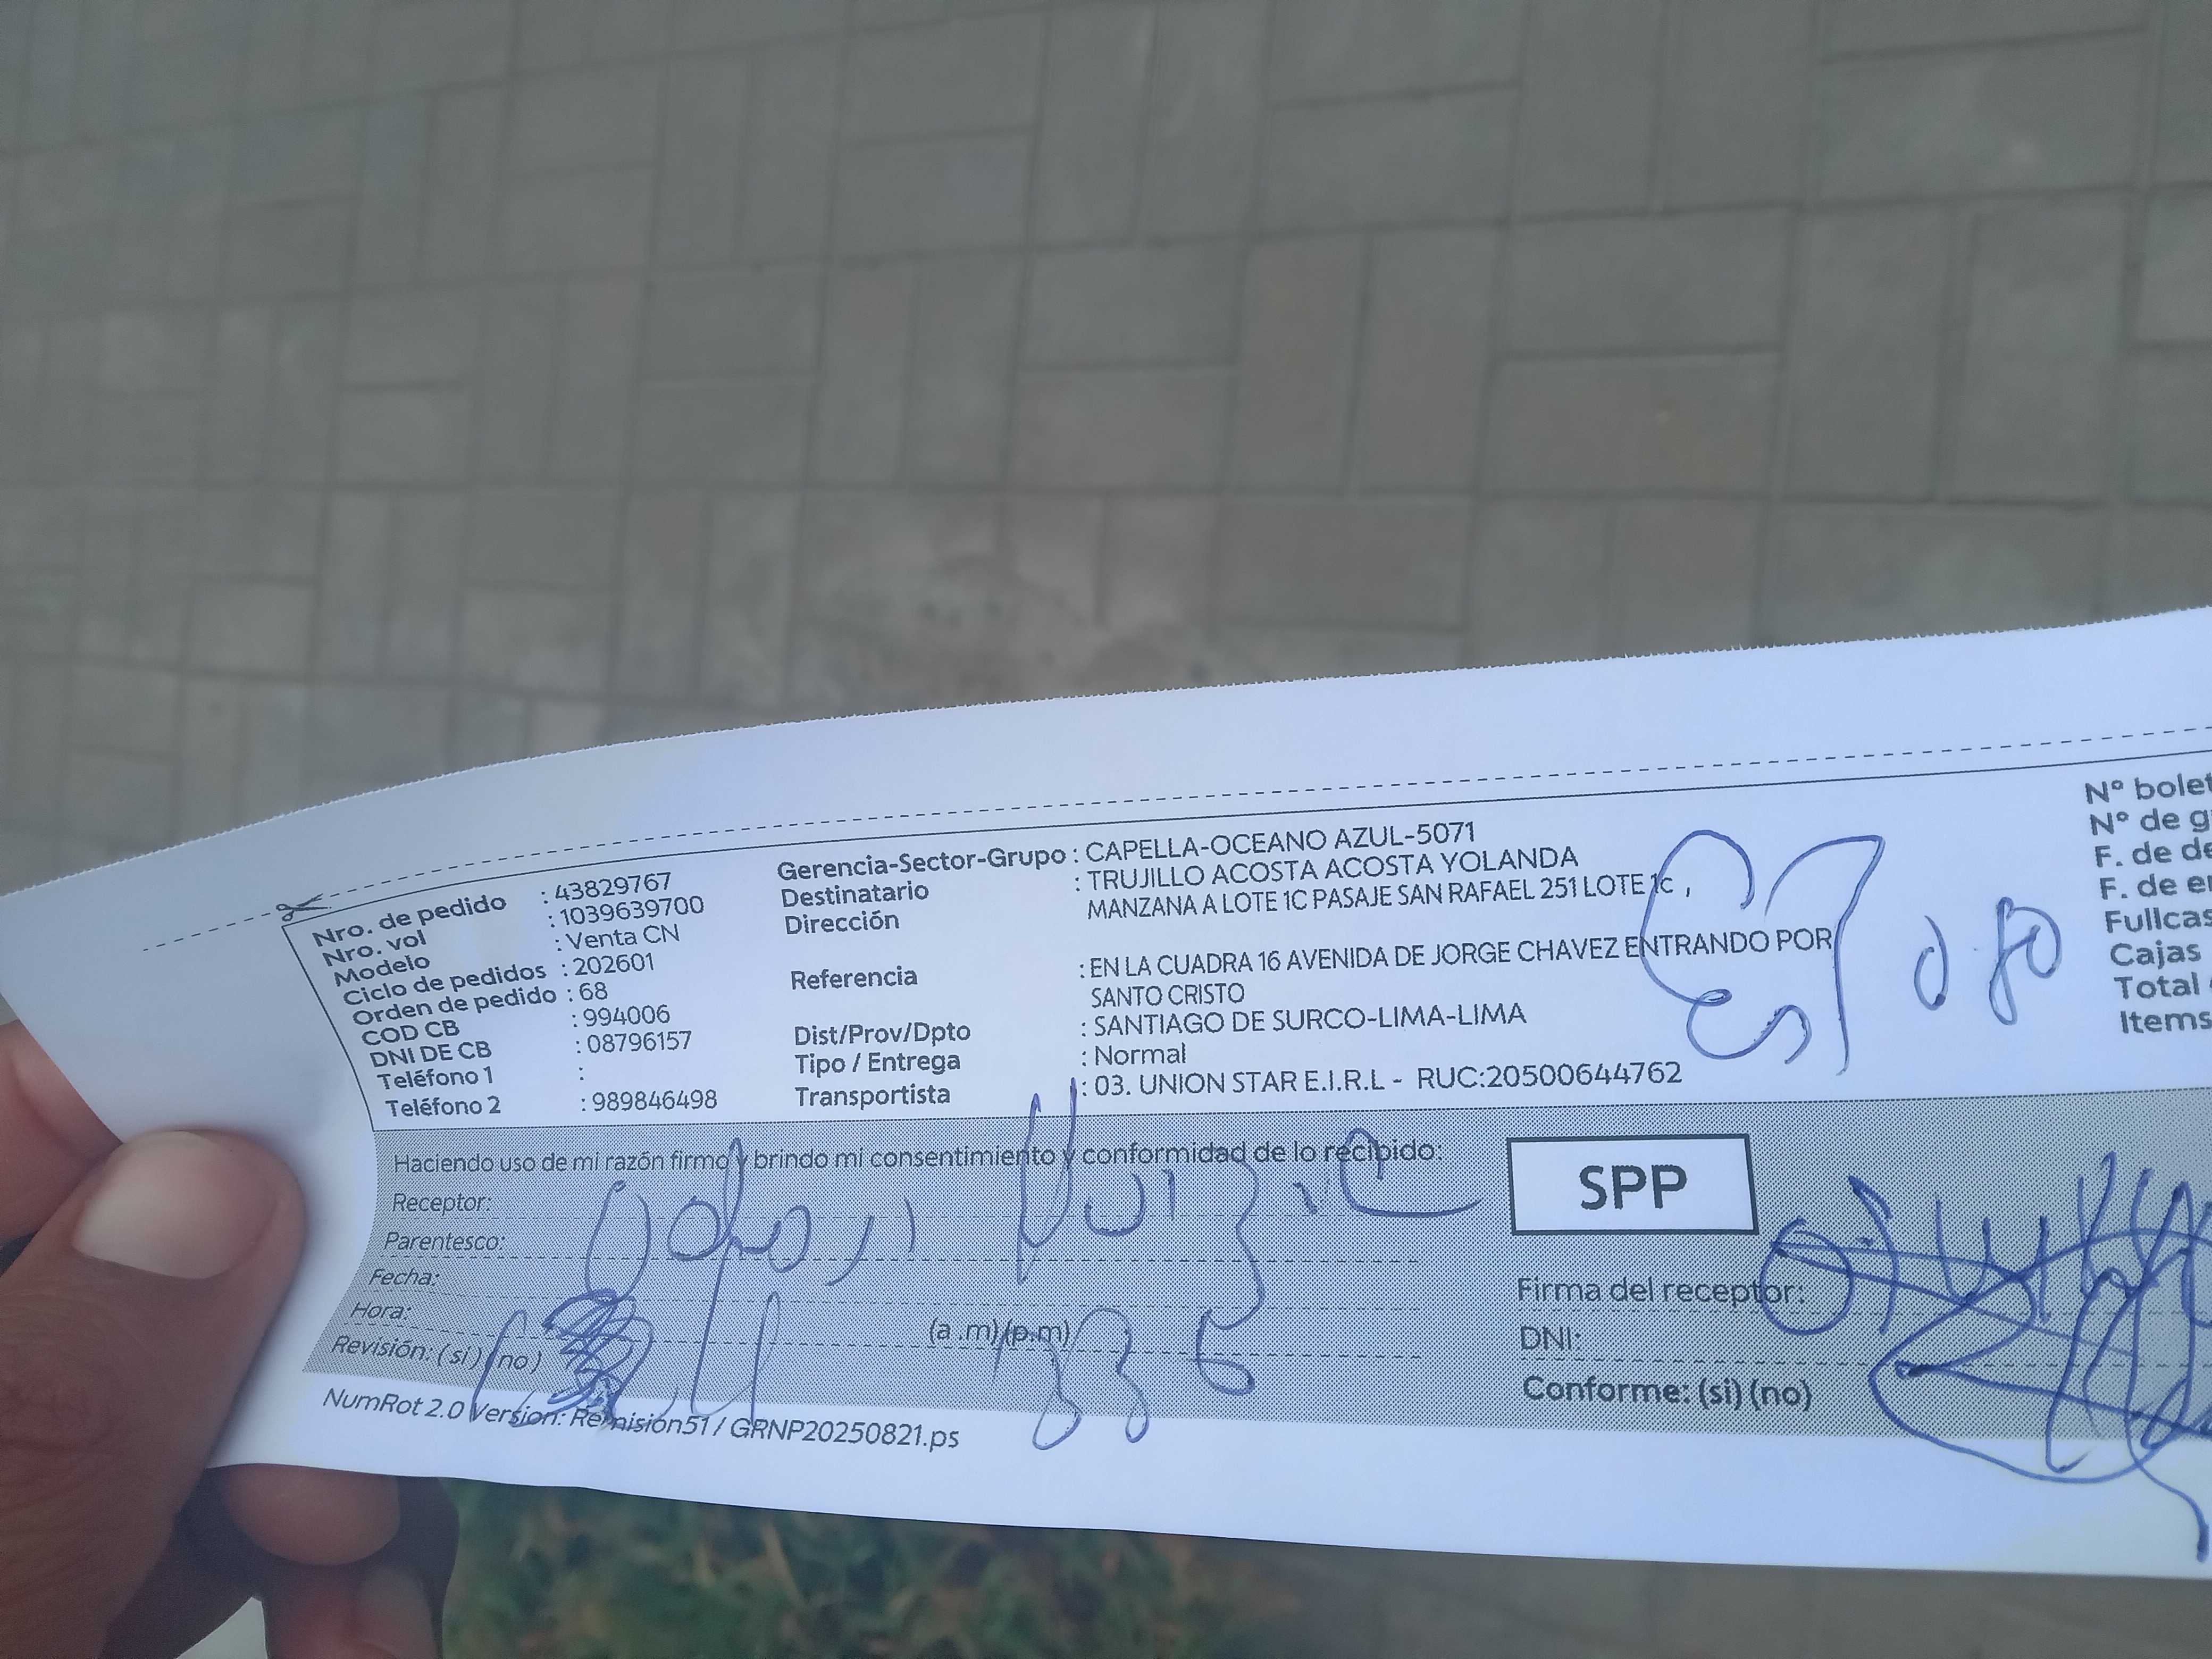 Nro. de pedido : 43829767
Nro. vol : 1039639700
Modelo : Venta CN
Ciclo de pedidos : 202601
Orden de pedido : 68
COD CB : 994006
DNI DE CB : 08796157
Teléfono 1 :
Teléfono 2 : 989846498
Gerencia-Sector-Grupo : CAPELLA-OCEANO AZUL-5071
Destinatario : TRUJILLO ACOSTA ACOSTA YOLANDA
Dirección MANZANA A LOTE 1C PASAJE SAN RAFAEL 251 LOTE 1c ,
Referencia : EN LA CUADRA 16 AVENIDA DE JORGE CHAVEZ ENTRANDO POR
SANTO CRISTO
Dist/Prov/Dpto : SANTIAGO DE SURCO-LIMA-LIMA
Tipo / Entrega : Normal
Transportista : 03. UNION STAR E.I.R.L - RUC:20500644762
N° bolet
N° de g
F. de de
F. de e
Fullcas
Cajas
Total
Items
Haciendo uso de mi razón firmo y brindo mi consentimiento y conformidad de lo recibido:
Receptor:
Parentesco:
Fecha:
Hora: (a .m)(p.m)
Revisión: (si) (no)
SPP
Firma del receptor:
DNI:
Conforme: (si) (no)
NumRot 2.0 Version: Remision51 / GRNP20250821.ps